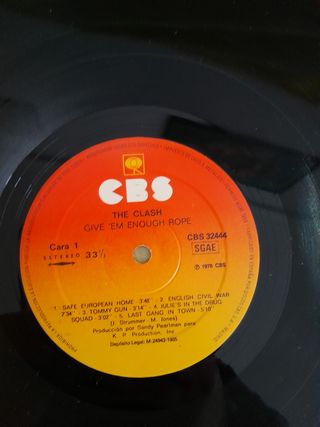 CBS
THE CLASH
GIVE 'EM ENOUGH ROPE
Cara 1
CBS 32444
ESTEREO 33⅓
SGAE
℗ 1978 CBS
1. SAFE EUROPEAN HOME 3'48" · 2. ENGLISH CIVIL WAR
2'34" · 3. TOMMY GUN 3'14" · 4. JULIE'S IN THE DRUG
SQUAD 3'02" · 5. LAST GANG IN TOWN 5'10"
(J. Strummer - M. Jones)
Producción por Sandy Pearlman para
K P Production, Inc
Depósito Legal: M-24943-1985